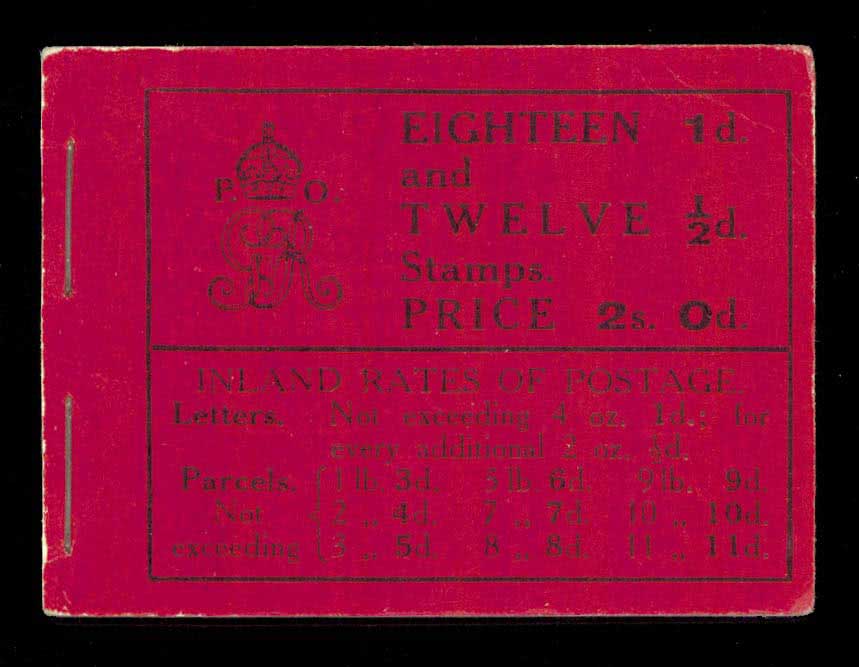 EIGHTEEN 1d.
and
P. O.
TWELVE ½d.
GR
Stamps.
PRICE 2s. 0d.
INLAND RATES OF POSTAGE.
Letters. Not exceeding 4 oz. 1d.; for
every additional 2 oz. ½d.
Parcels. { 1 lb. 3d. 5 lb. 6d. 9 lb. 9d.
Not 2 „ 4d. 7 „ 7d. 10 „ 10d.
exceeding 3 „ 5d. 8 „ 8d. 11 „ 11d.